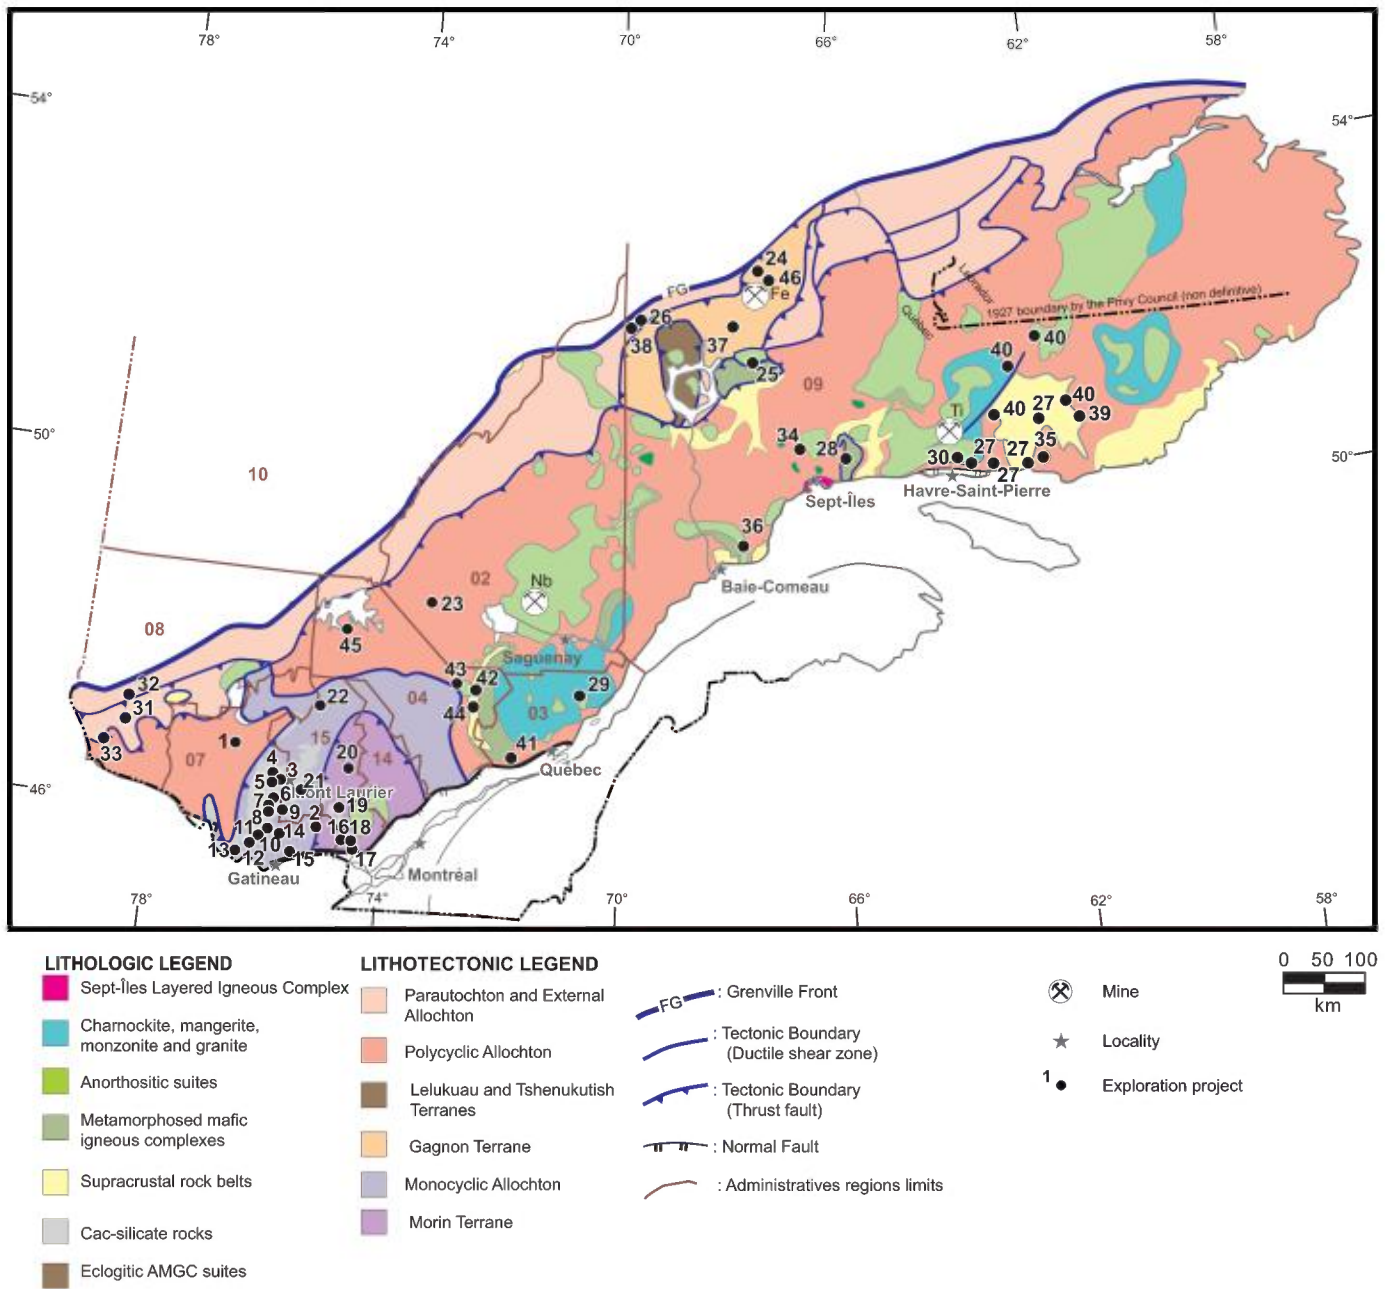 78° 74° 70° 66° 62° 58°
54°
54°
24
46
Fe
FG
Labrador
1927 boundary by the Privy Council (non definitive)
Québec
26
38
37
40
40
25
09
40
27
40
39
Ti
50°
50°
34
28
30
27
27
35
27
Havre-Saint-Pierre
Sept-Îles
10
36
02
Nb
Baie-Comeau
23
08
45
Saguenay
43
42
29
32
22
04
31
44
03
33
1
15
20
14
41
Québec
07
4
3
5
21
46°
Mont Laurier
6
7
9
2
19
8
11
14
16
18
13
12
10
15
17
Gatineau
Montréal
78° 74° 70° 66° 62° 58°
LITHOLOGIC LEGEND
Sept-Îles Layered Igneous Complex
Charnockite, mangerite,
monzonite and granite
Anorthositic suites
Metamorphosed mafic
igneous complexes
Supracrustal rock belts
Cac-silicate rocks
Eclogitic AMGC suites
LITHOTECTONIC LEGEND
Parautochton and External
Allochton
Polycyclic Allochton
Lelukuau and Tshenukutish
Terranes
Gagnon Terrane
Monocyclic Allochton
Morin Terrane
FG : Grenville Front
: Tectonic Boundary
(Ductile shear zone)
: Tectonic Boundary
(Thrust fault)
: Normal Fault
: Administratives regions limits
Mine
Locality
1 Exploration project
0 50 100
km